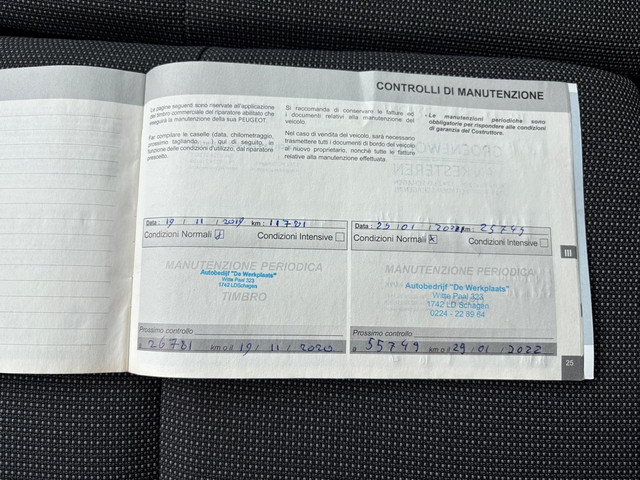 CONTROLLI DI MANUTENZIONE
Le pagine seguenti sono riservate all'applicazione
del timbro commerciale del riparatore abilitato che
eseguirà la manutenzione della sua PEUGEOT.
Per compilare le caselle (data, chilometraggio,
prossimo tagliando, ...), qui di seguito, in
funzione delle condizioni d'utilizzo, dal riparatore
prescelto.
Si raccomanda di conservare le fatture ed
i documenti relativi alla manutenzione del
veicolo.
Nel caso di vendita del veicolo, sarà necessario
trasmettere tutti i documenti di bordo del veicolo
al nuovo proprietario, nonché tutte le fatture
relative alla manutenzione effettuata.
Le manutenzioni periodiche sono
obbligatorie per rispondere alle condizioni
di garanzia del Costruttore.
Data : 19 / 11 / 2019 km : 11781
Condizioni Normali Condizioni Intensive
MANUTENZIONE PERIODICA
Autobedrijf "De Werkplaats"
Witte Paal 323
1742 LD Schagen
TIMBRO
Prossimo controllo
a 26781 km o il 19 / 11 / 2020
Data : 29 / 01 / km : 25749
Condizioni Normali x Condizioni Intensive
MANUTENZIONE PERIODICA
Autobedrijf "De Werkplaats"
Witte Paal 323
1742 LD Schagen
0224 - 22 89 64
Prossimo controllo
a 55749 km o il 29 / 01 / 2022
III
25